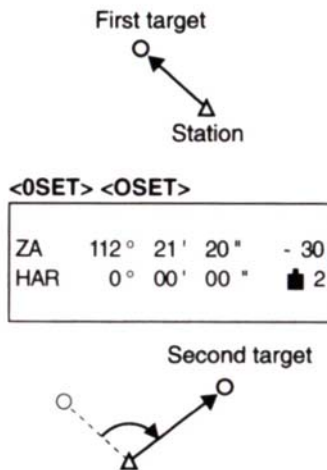 First target
Station
<0SET> <OSET>
ZA 112° 21' 20" - 30
HAR 0° 00' 00" 2
Second target